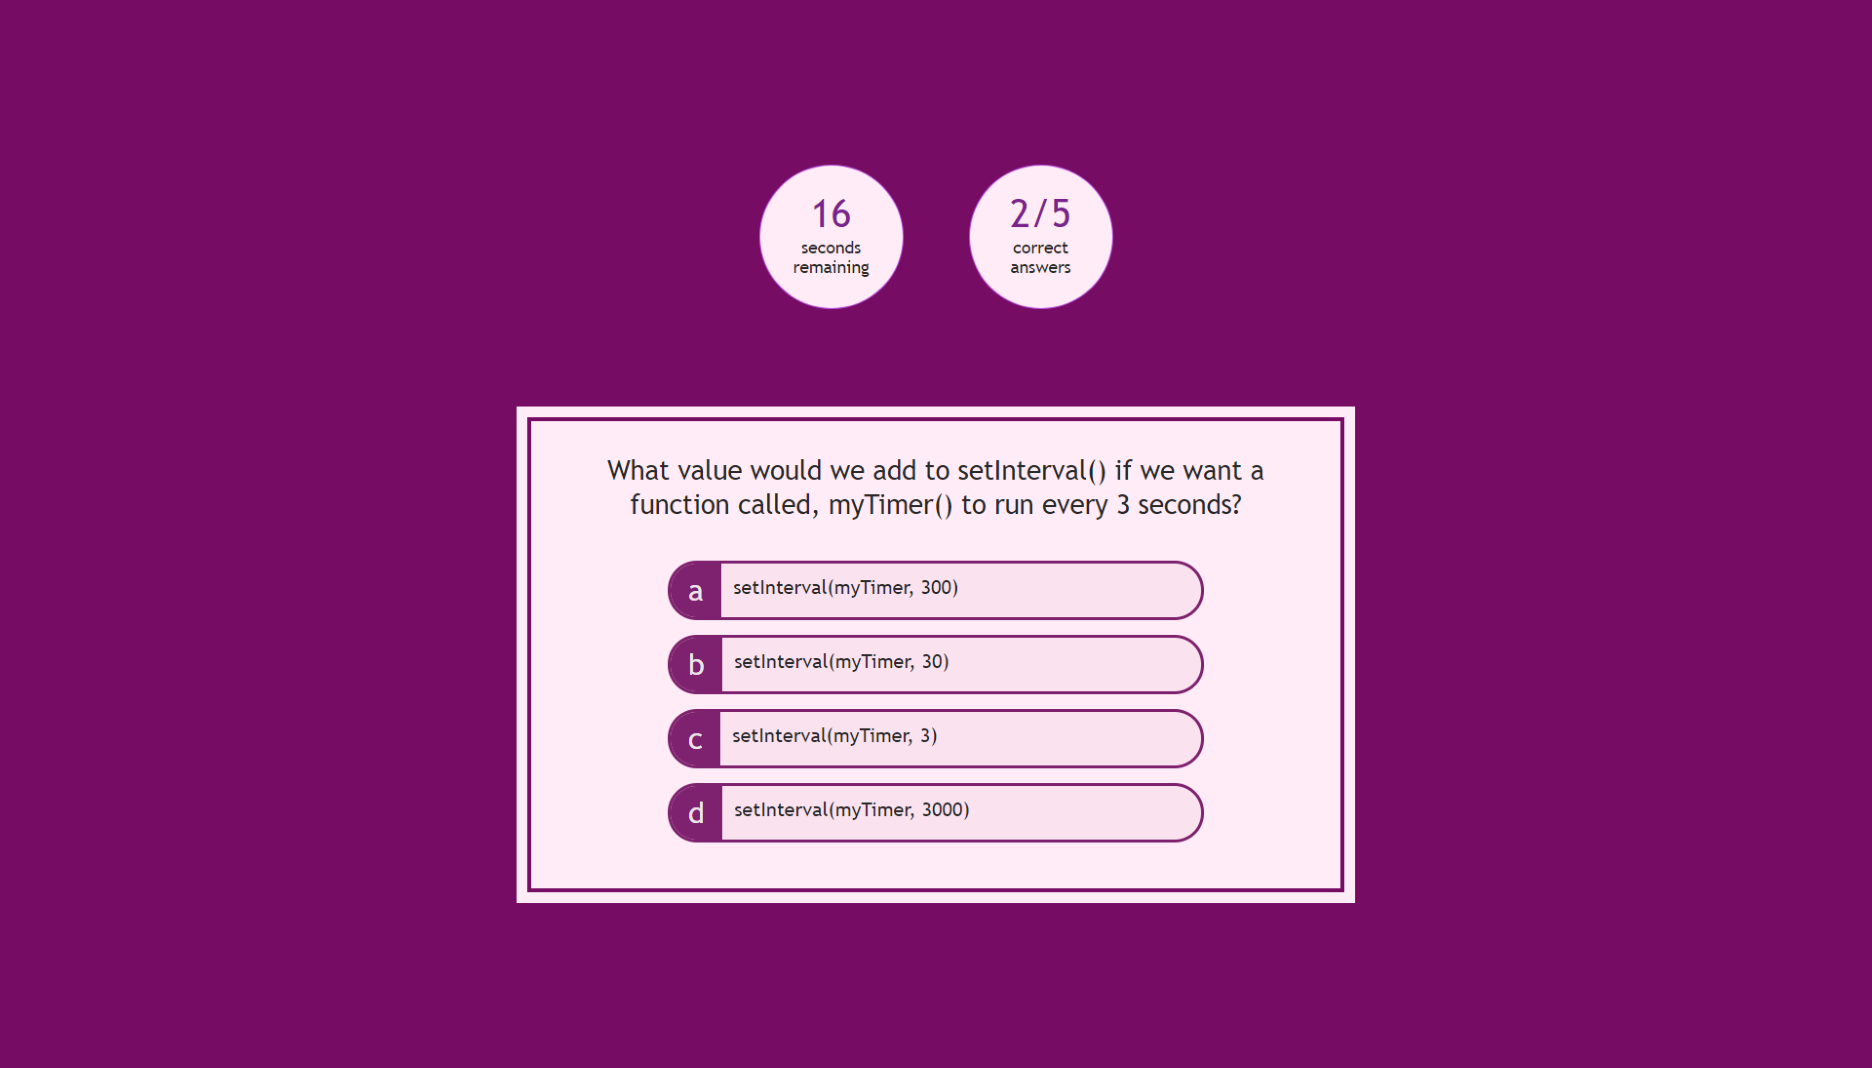 16
seconds
remaining
2/5
correct
answers
What value would we add to setInterval() if we want a
function called, myTimer() to run every 3 seconds?
a setInterval(myTimer, 300)
b setInterval(myTimer, 30)
c setInterval(myTimer, 3)
d setInterval(myTimer, 3000)